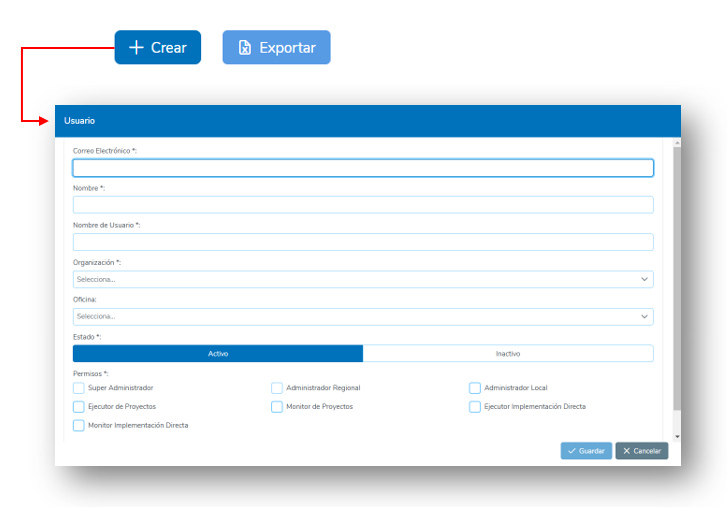 Crear
Exportar
Usuario
Correo Electrónico *:
Nombre *:
Nombre de Usuario *:
Organización *:
Selecciona...
Oficina:
Selecciona...
Estado *:
Activo Inactivo
Permisos *:
Super Administrador Administrador Regional Administrador Local
Ejecutor de Proyectos Monitor de Proyectos Ejecutor Implementación Directa
Monitor Implementación Directa
Guardar Cancelar